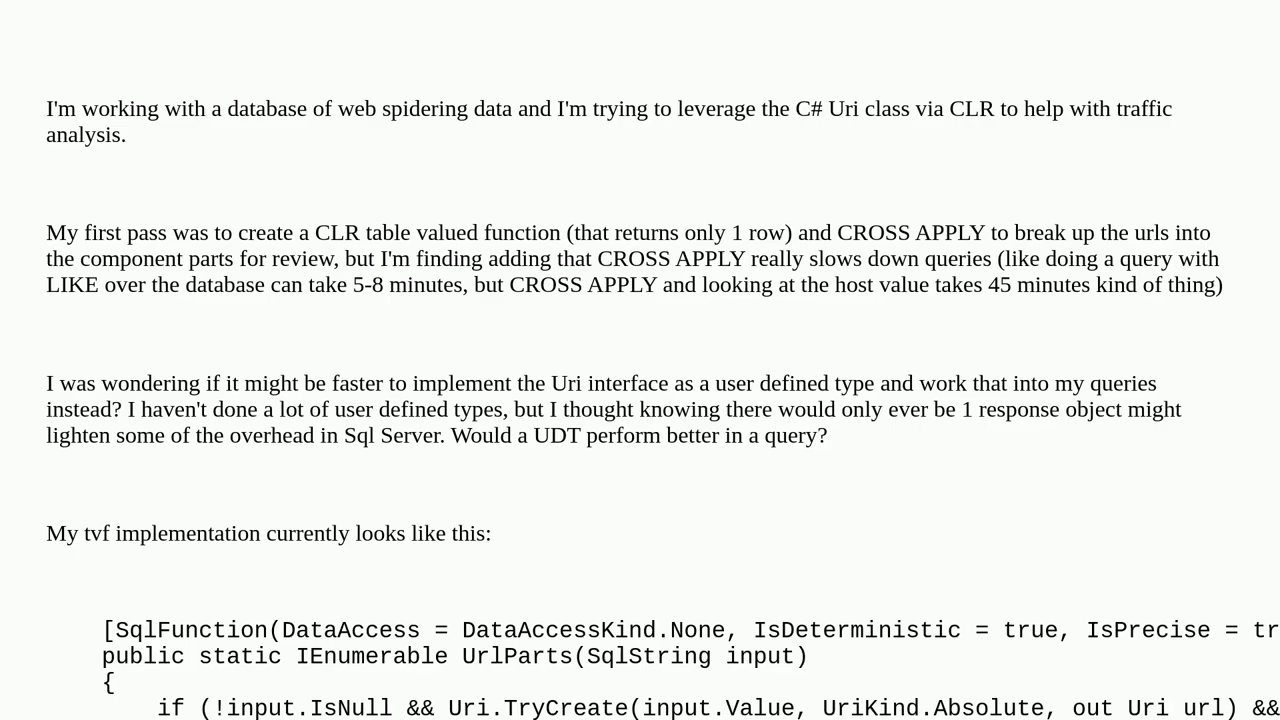 I'm working with a database of web spidering data and I'm trying to leverage the C# Uri class via CLR to help with traffic
analysis.
My first pass was to create a CLR table valued function (that returns only 1 row) and CROSS APPLY to break up the urls into
the component parts for review, but I'm finding adding that CROSS APPLY really slows down queries (like doing a query with
LIKE over the database can take 5-8 minutes, but CROSS APPLY and looking at the host value takes 45 minutes kind of thing)
I was wondering if it might be faster to implement the Uri interface as a user defined type and work that into my queries
instead? I haven't done a lot of user defined types, but I thought knowing there would only ever be 1 response object might
lighten some of the overhead in Sql Server. Would a UDT perform better in a query?
My tvf implementation currently looks like this:
[SqlFunction(DataAccess = DataAccessKind.None, IsDeterministic = true, IsPrecise = tr
public static IEnumerable UrlParts(SqlString input)
{
if (!input.IsNull && Uri.TryCreate(input.Value, UriKind.Absolute, out Uri url) &&